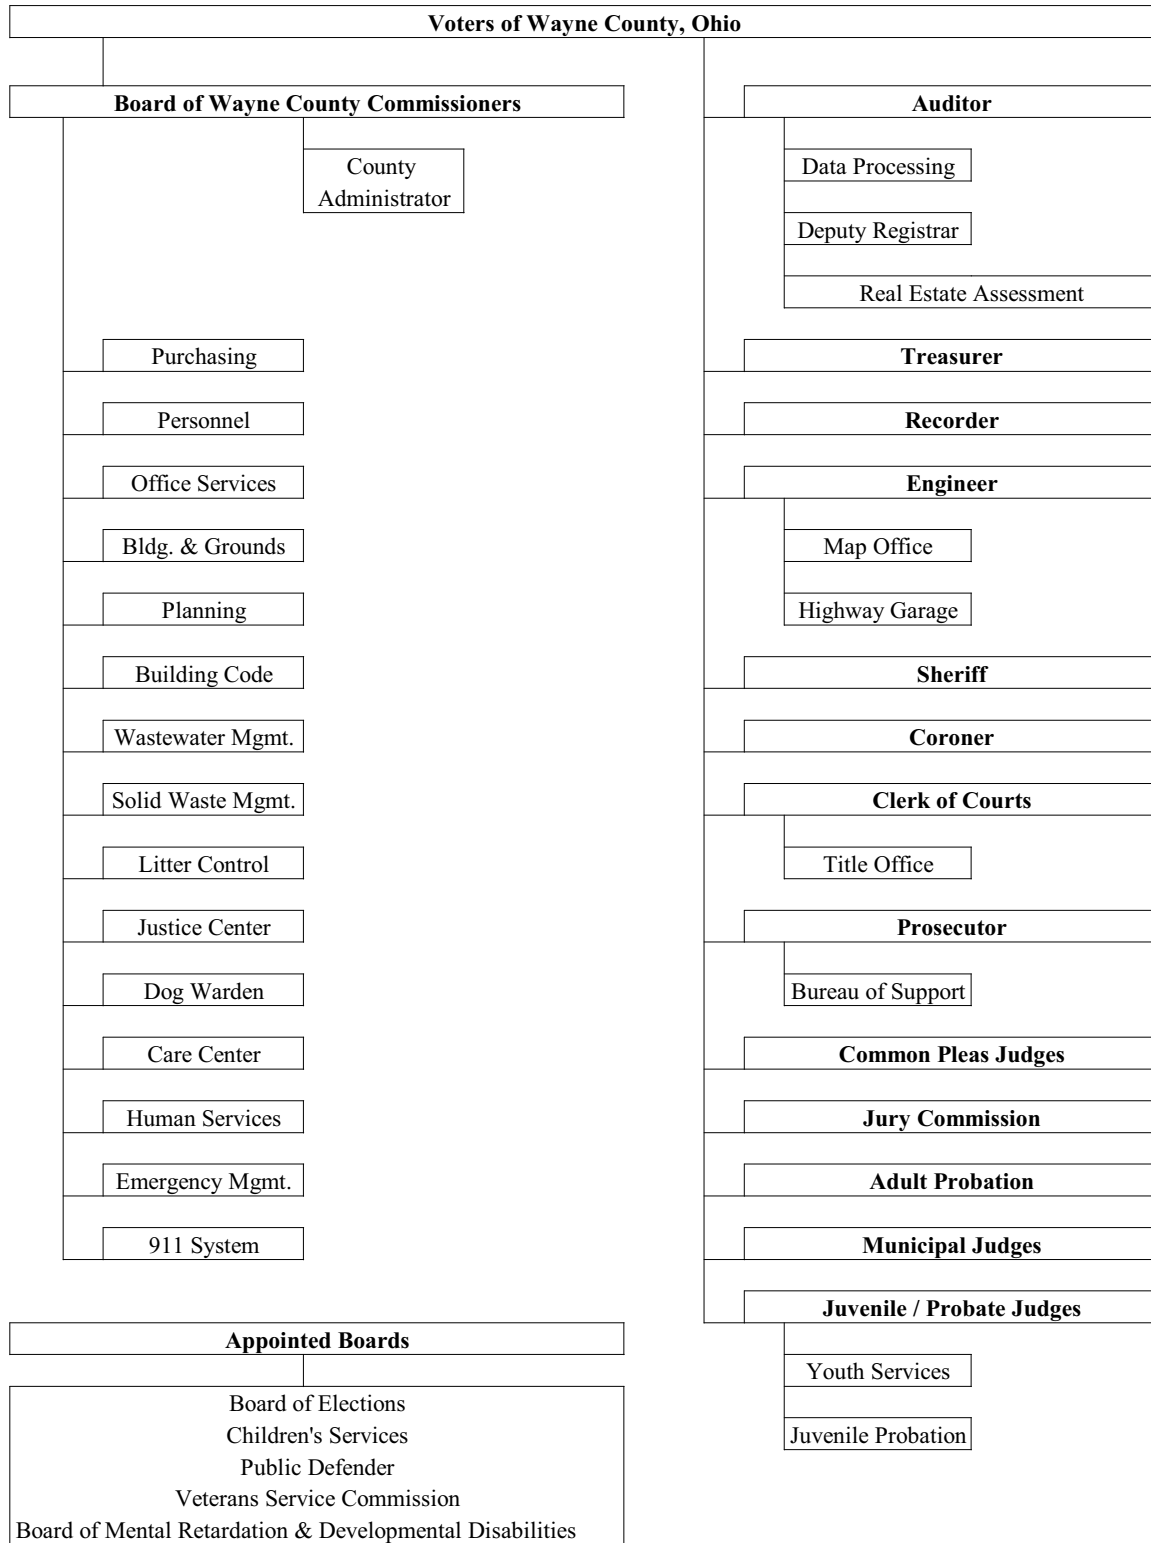 Voters of Wayne County, Ohio
Board of Wayne County Commissioners
County
Administrator
Purchasing
Personnel
Office Services
Bldg. & Grounds
Planning
Building Code
Wastewater Mgmt.
Solid Waste Mgmt.
Litter Control
Justice Center
Dog Warden
Care Center
Human Services
Emergency Mgmt.
911 System
Appointed Boards
Board of Elections
Children's Services
Public Defender
Veterans Service Commission
Board of Mental Retardation & Developmental Disabilities
Auditor
Data Processing
Deputy Registrar
Real Estate Assessment
Treasurer
Recorder
Engineer
Map Office
Highway Garage
Sheriff
Coroner
Clerk of Courts
Title Office
Prosecutor
Bureau of Support
Common Pleas Judges
Jury Commission
Adult Probation
Municipal Judges
Juvenile / Probate Judges
Youth Services
Juvenile Probation